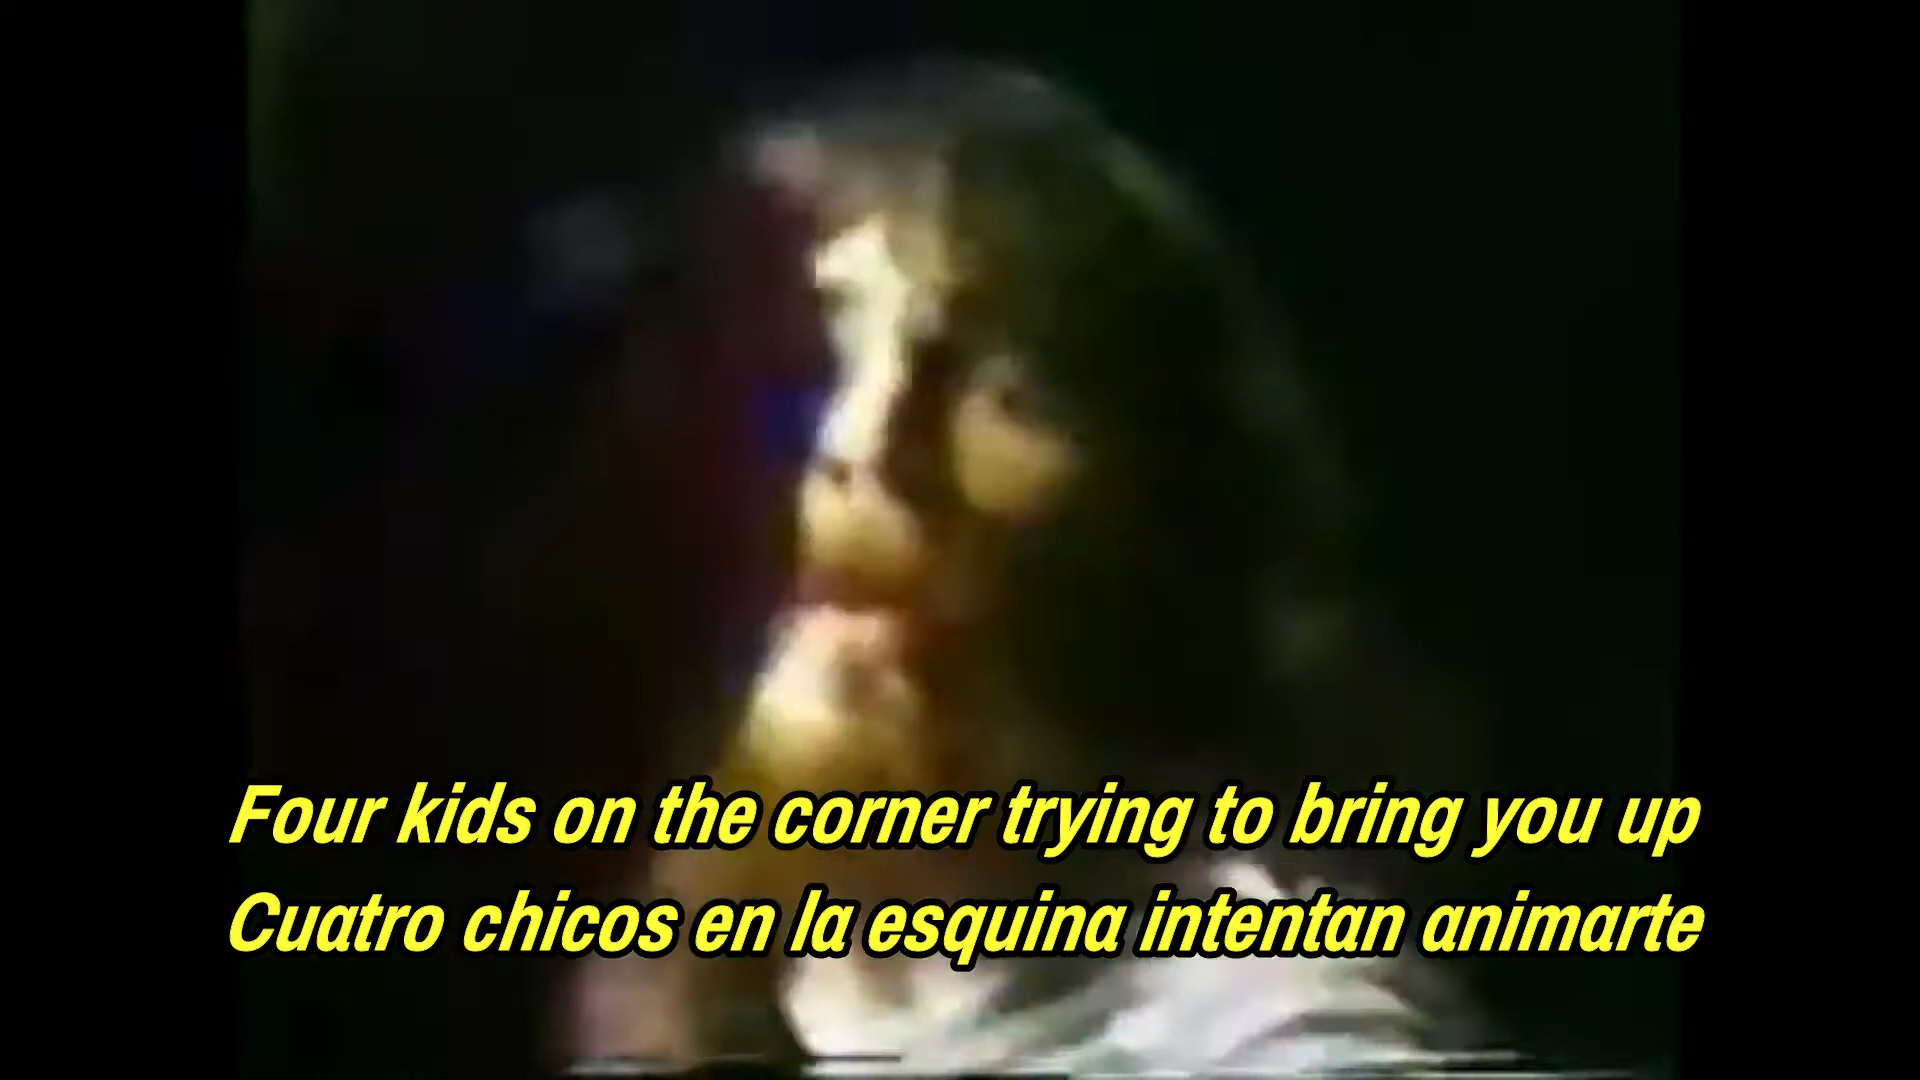 Four kids on the corner trying to bring you up
Cuatro chicos en la esquina intentan animarte